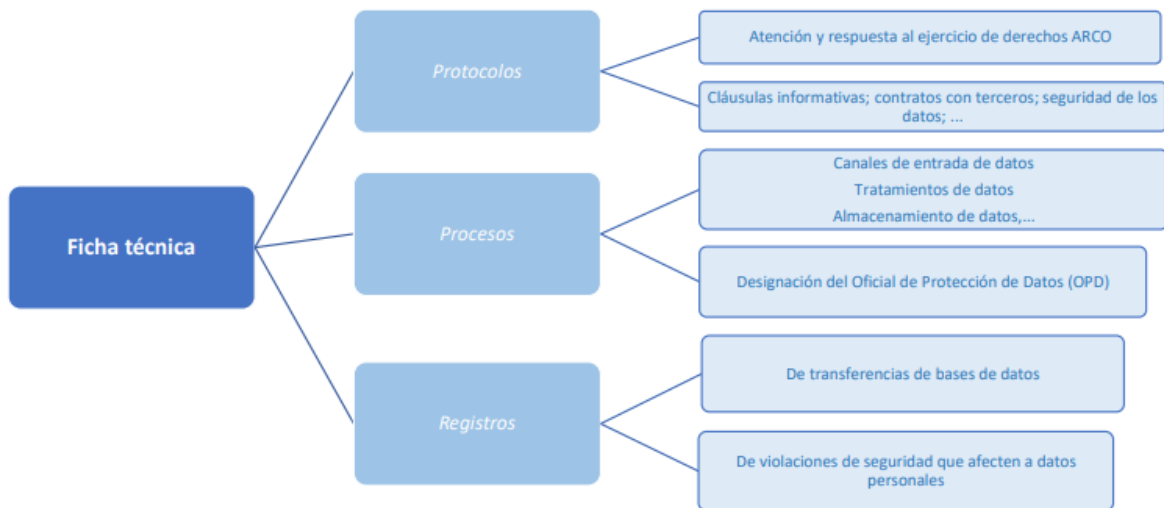 Ficha técnica
Protocolos
Atención y respuesta al ejercicio de derechos ARCO
Cláusulas informativas; contratos con terceros; seguridad de los
datos; ...
Procesos
Canales de entrada de datos
Tratamientos de datos
Almacenamiento de datos,...
Designación del Oficial de Protección de Datos (OPD)
Registros
De transferencias de bases de datos
De violaciones de seguridad que afecten a datos
personales